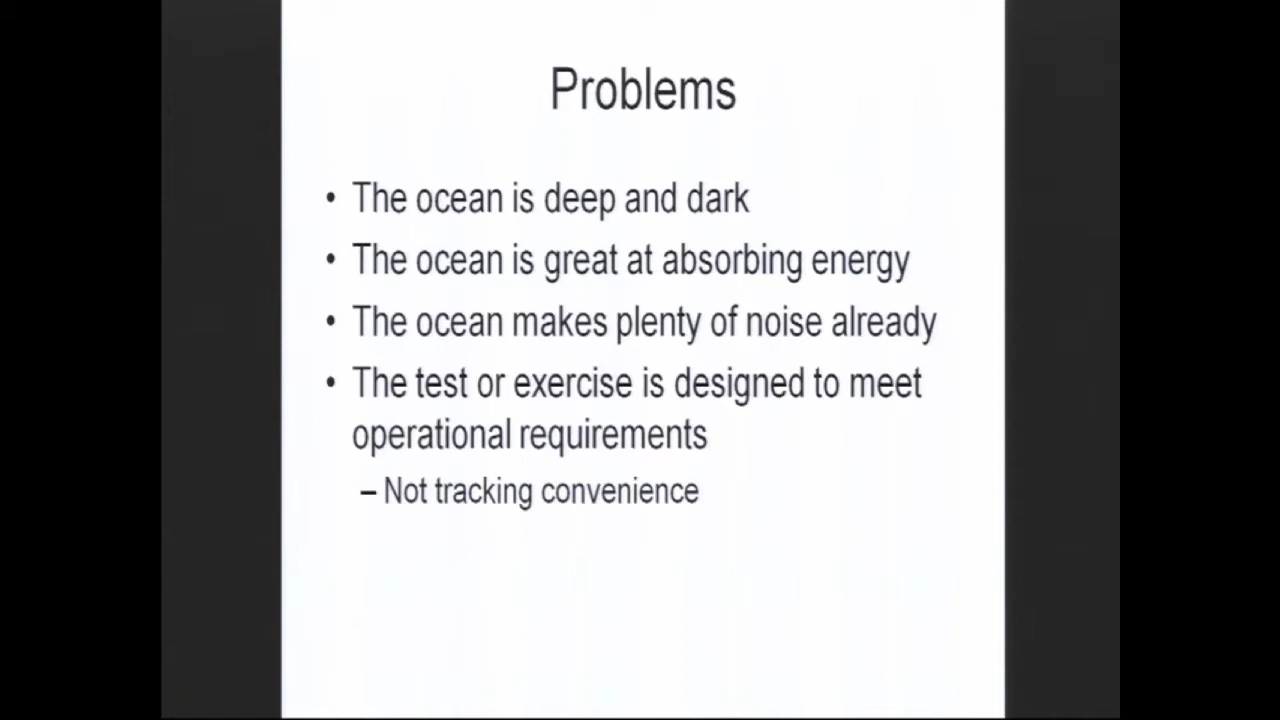 Problems
• The ocean is deep and dark
• The ocean is great at absorbing energy
• The ocean makes plenty of noise already
• The test or exercise is designed to meet
operational requirements
– Not tracking convenience